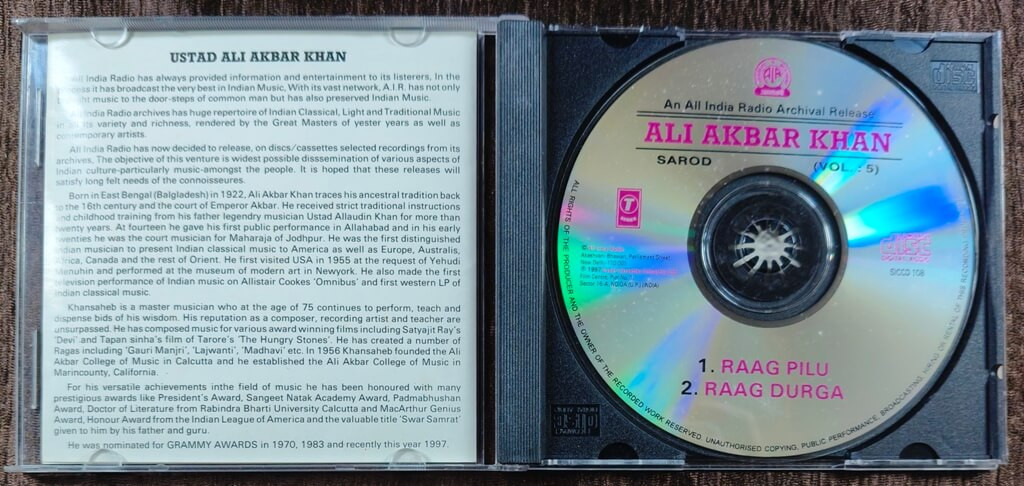 USTAD ALI AKBAR KHAN
All India Radio has always provided information and entertainment to its listerers. In the
it has broadcast the very best in Indian Music. With its vast network, A.I.R. has not only
music to the door-steps of common man but has also preserved Indian Music.
India Radio archives has huge repertoire of Indian Classical, Light and Traditional Music
its variety and richness, rendered by the Great Masters of yester years as well as
contemporary artists.
All India Radio has now decided to release, on discs/cassettes selected recordings from its
archives. The objective of this venture is widest possible disssemination of various aspects of
Indian culture-particularly music-amongst the people. It is hoped that these releases will
satisfy long felt needs of the connoisseures.
Born in East Bengal (Bangladesh) in 1922, Ali Akbar Khan traces his ancestral tradition back
to the 16th century and the court of Emperor Akbar. He received strict traditional instructions
and childhood training from his father legendry musician Ustad Allaudin Khan for more than
twenty years. At fourteen he gave his first public performance in Allahabad and in his early
twenties he was the court musician for Maharaja of Jodhpur. He was the first distinguished
Indian musician to present Indian classical music to America as well as Europe, Australis,
Africa, Canada and the rest of Orient. He first visited USA in 1955 at the request of Yehudi
Menuhin and performed at the museum of modern art in Newyork. He also made the first
television performance of Indian music on Allistair Cookes 'Omnibus' and first western LP of
Indian classical music.
Khansaheb is a master musician who at the age of 75 continues to perform, teach and
dispense bids of his wisdom. His reputation as a composer, recording artist and teacher are
unsurpassed. He has composed music for various award winning films including Satyajit Ray's
'Devi' and Tapan sinha's film of Tarore's 'The Hungry Stones'. He has created a number of
Ragas including 'Gauri Manjri', 'Lajwanti', 'Madhavi' etc. In 1956 Khansaheb founded the Ali
Akbar College of Music in Calcutta and he established the Ali Akbar College of Music in
Marincounty, California.
For his versatile achievements inthe field of music he has been honoured with many
prestigious awards like President's Award, Sangeet Natak Academy Award, Padmabhushan
Award, Doctor of Literature from Rabindra Bharti University Calcutta and MacArthur Genius
Award, Honour Award from the Indian League of America and the valuable title 'Swar Samrat'
given to him by his father and guru.
He was nominated for GRAMMY AWARDS in 1970, 1983 and recently this year 1997.
An All India Radio Archival Release
ALI AKBAR KHAN
SAROD
(VOL. : 5)
T
SERIES
COMPACT
disc
DIGITAL AUDIO
SICCD 108
1. RAAG PILU
2. RAAG DURGA
ALL RIGHTS OF THE PRODUCER AND THE OWNER OF THE RECORDED WORK RESERVED. UNAUTHORISED COPYING, PUBLIC PERFORMANCE, BROADCASTING OF THIS RECORDING